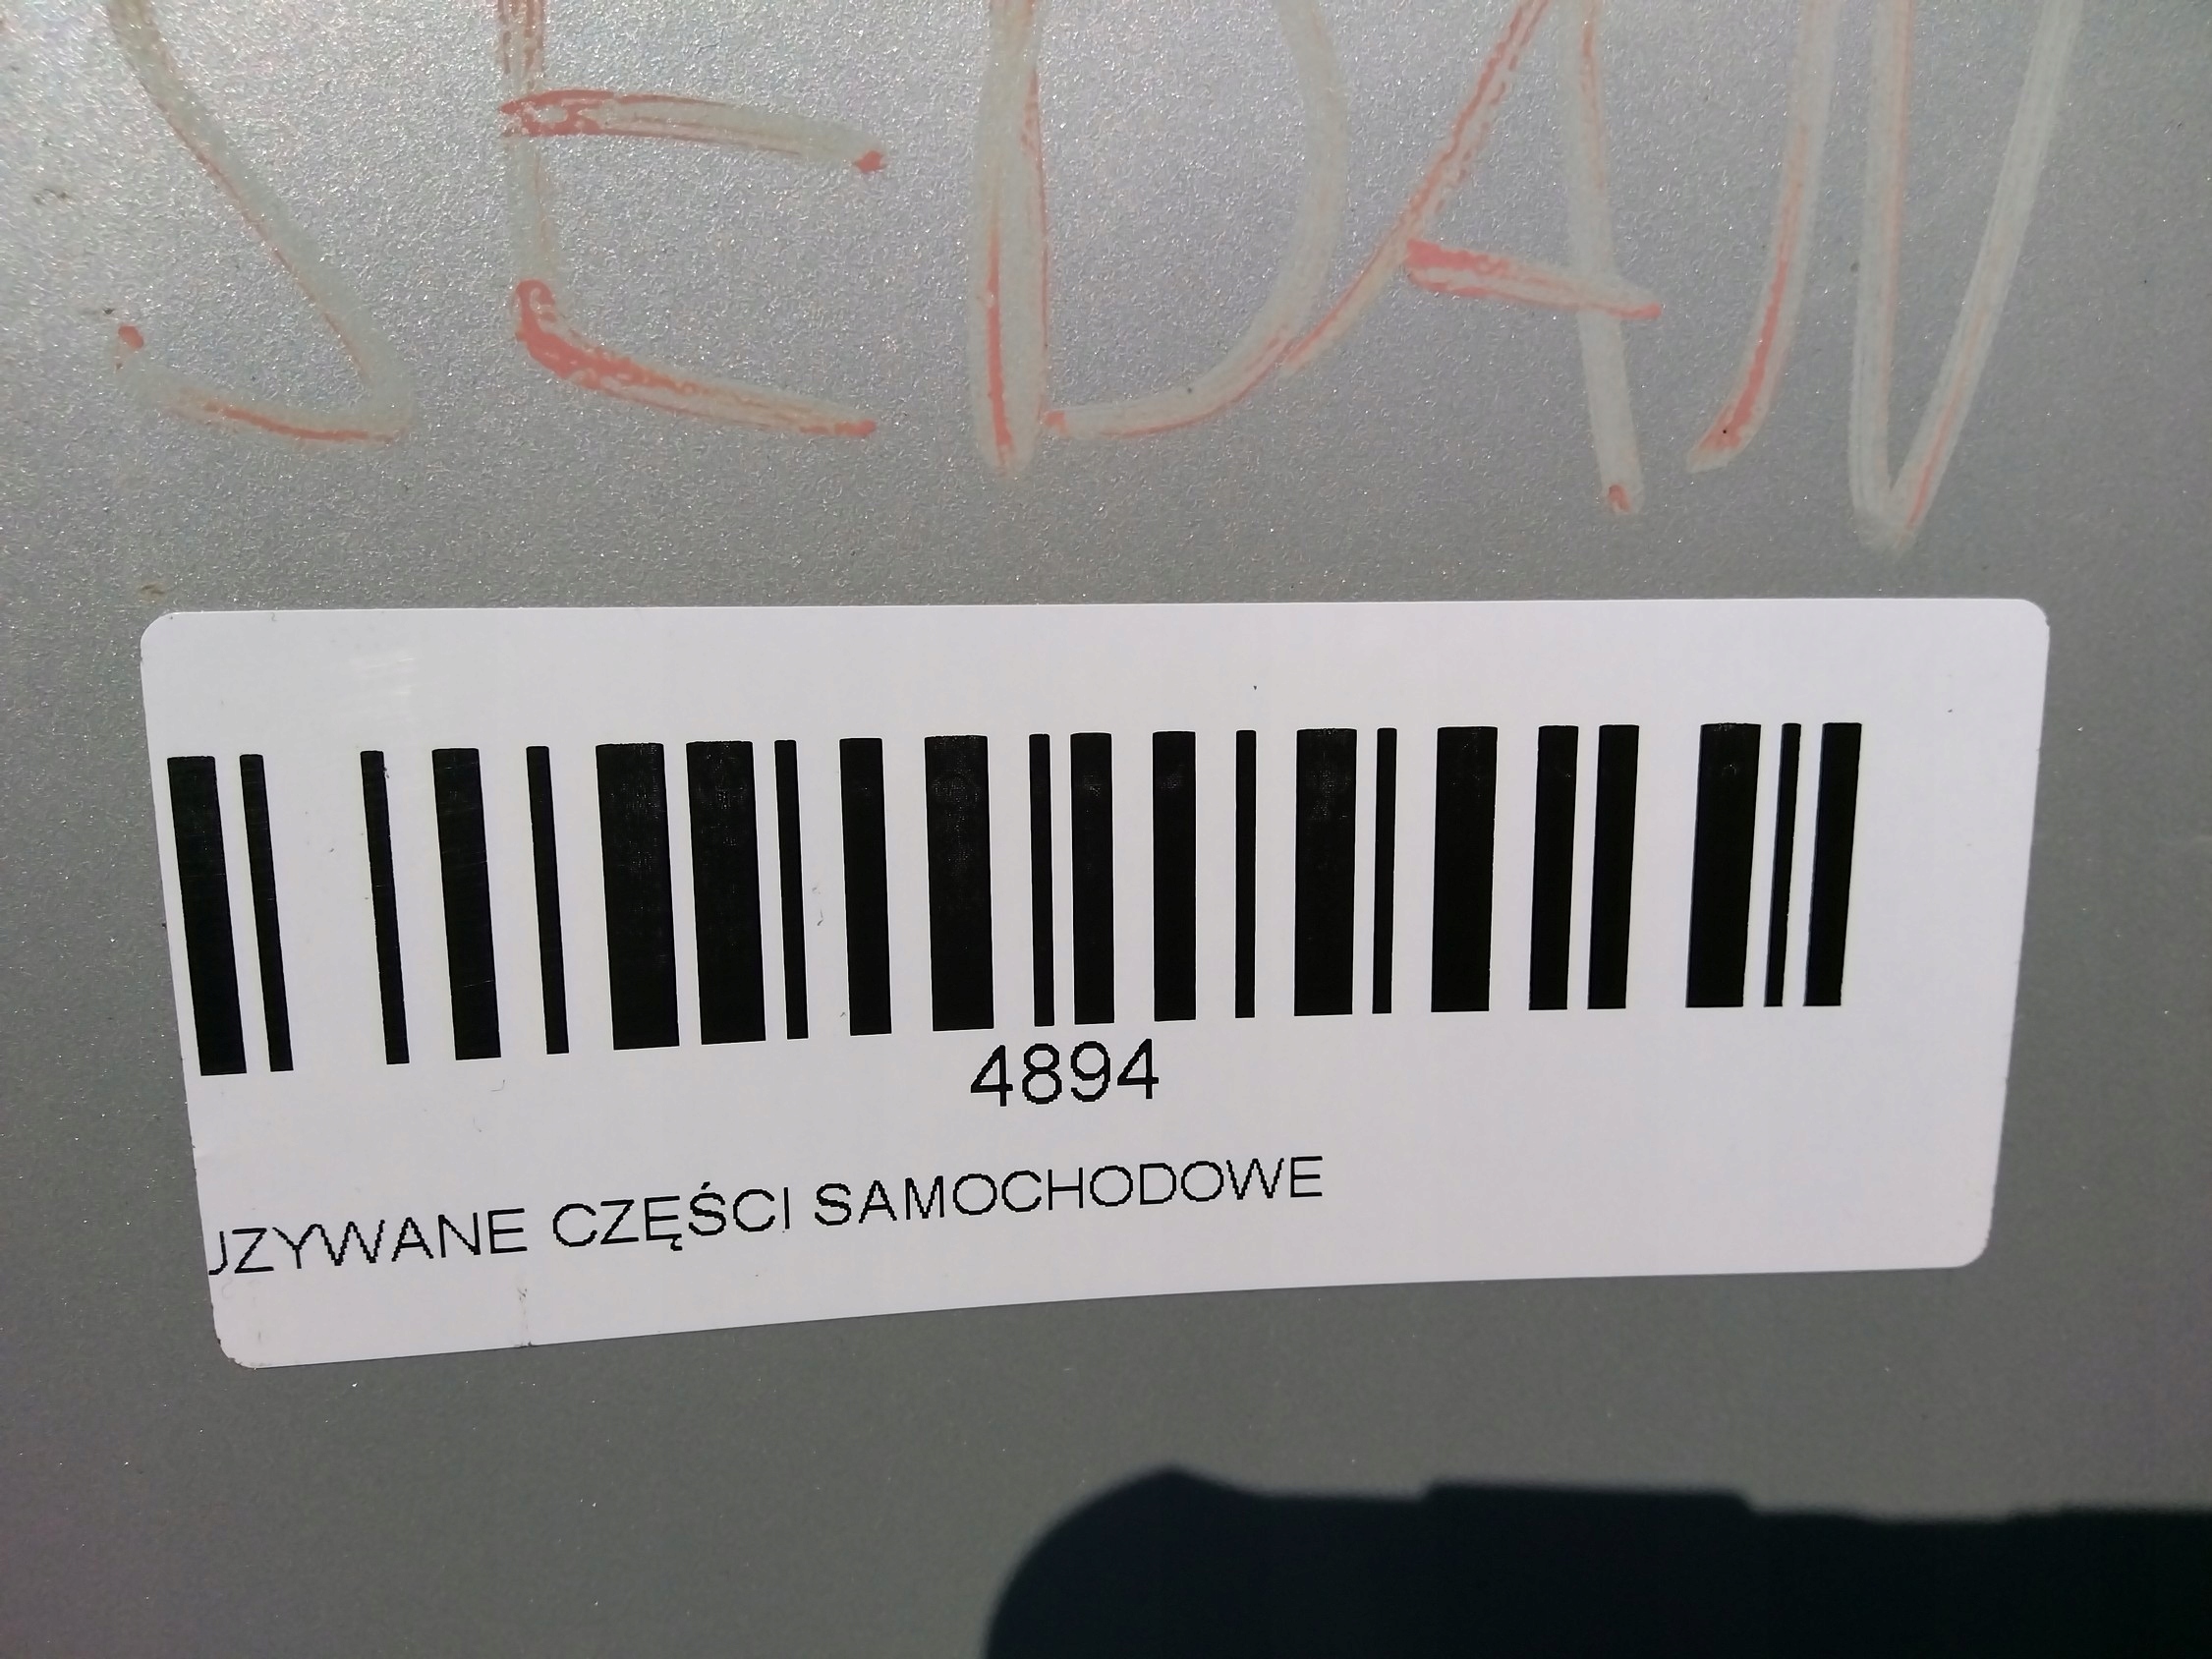 SEDAN
4894
UZYWANE CZĘŚCI SAMOCHODOWE